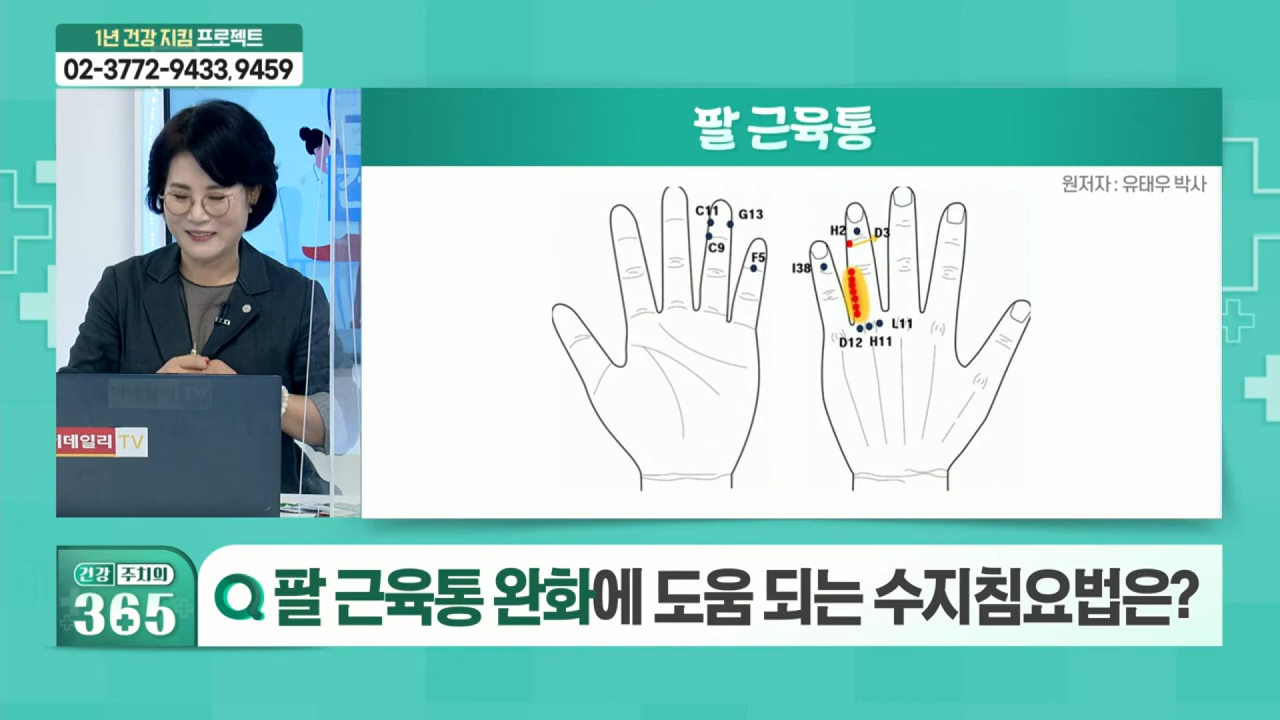 1년 건강 지킴 프로젝트
02-3772-9433, 9459
팔 근육통
원저자 : 유태우 박사
C11
G13
C9
F5
H2
D3
I38
L11
D12
H11
이데일리 TV
건강 주치의
365
Q 팔 근육통 완화에 도움 되는 수지침요법은?